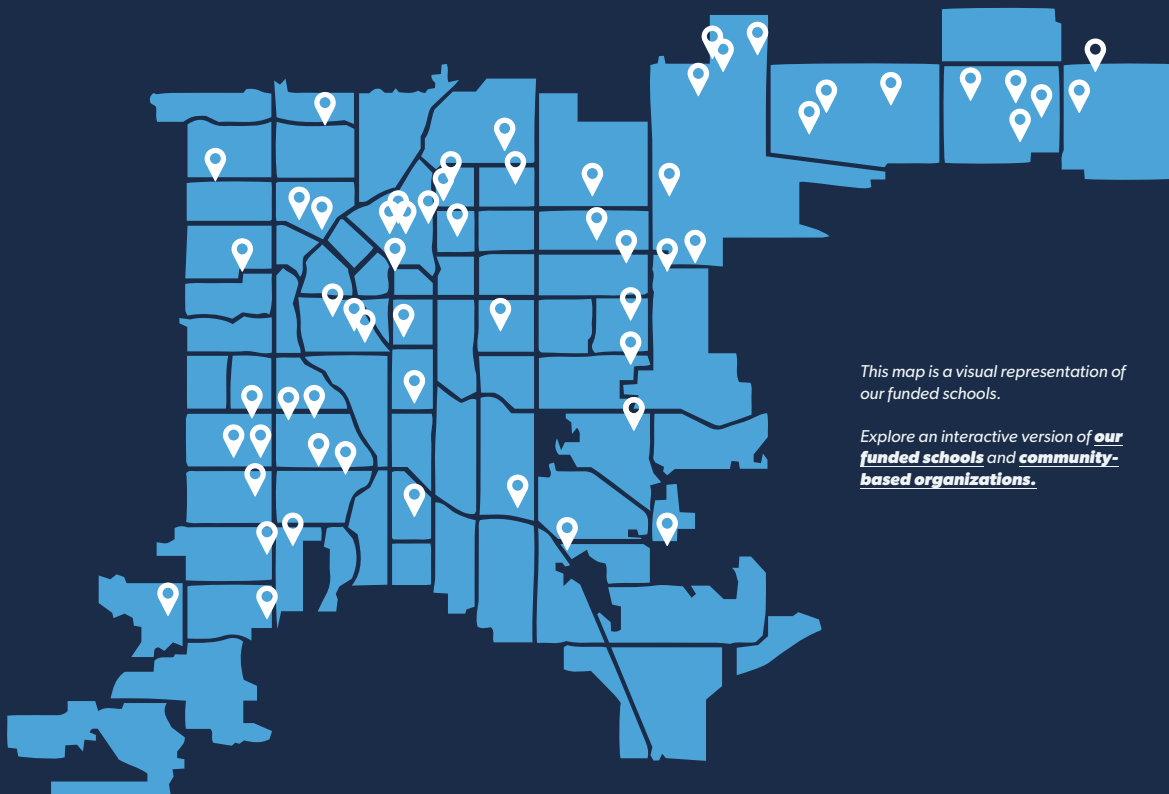 This map is a visual representation of
our funded schools.
Explore an interactive version of our
funded schools and community-
based organizations.